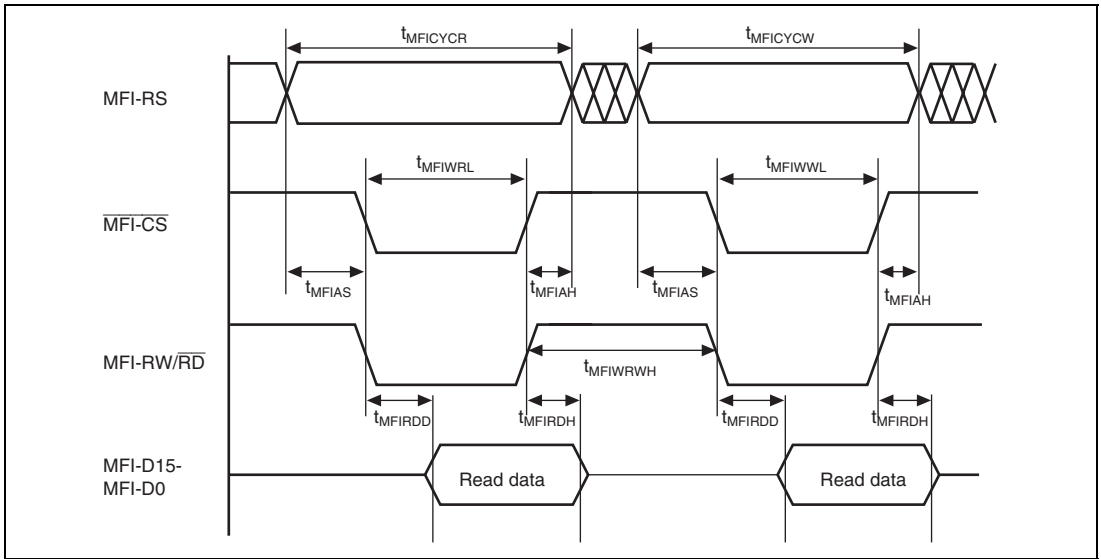 tMFICYCR tMFICYCW
MFI-RS
tMFIWRL tMFIWWL
MFI-CS
tMFIAS tMFIAH tMFIAS tMFIAH
MFI-RW/RD
tMFIWRWH
tMFIRDD tMFIRDH tMFIRDD tMFIRDH
MFI-D15-
MFI-D0
Read data Read data